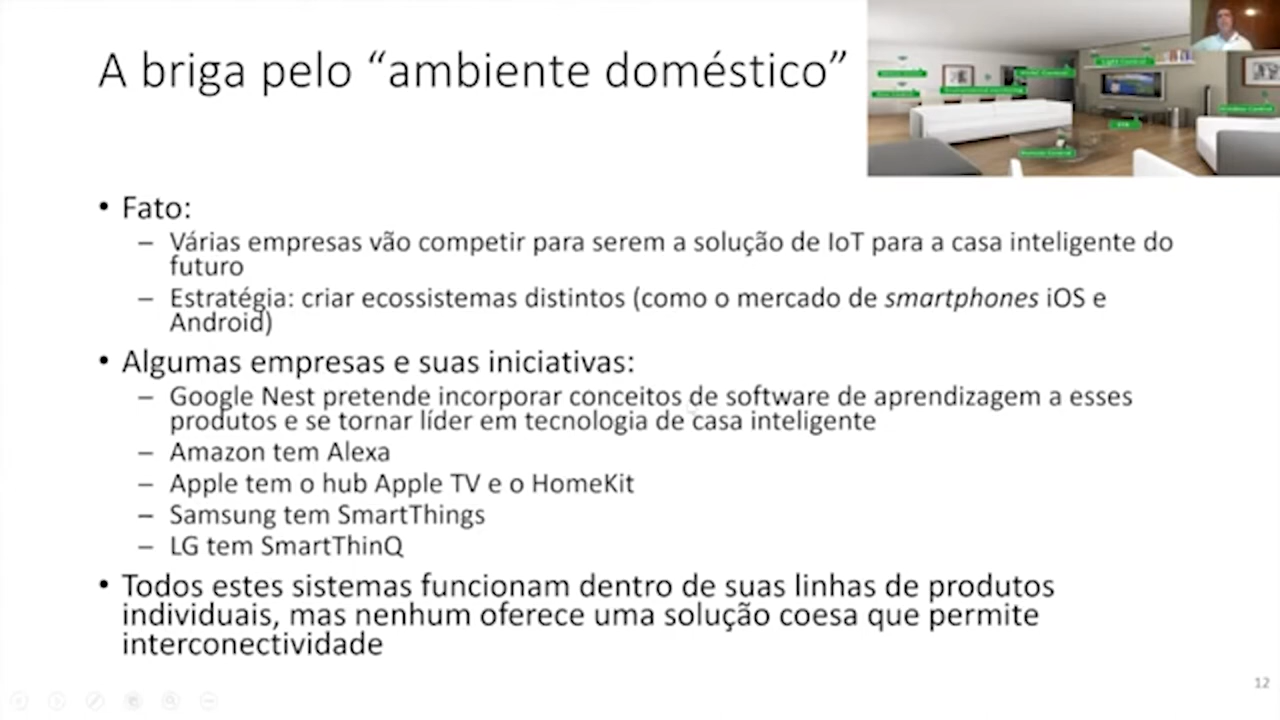 A briga pelo “ambiente doméstico”
Light Control
• Fato:
– Várias empresas vão competir para serem a solução de IoT para a casa inteligente do
futuro
– Estratégia: criar ecossistemas distintos (como o mercado de smartphones iOS e
Android)
• Algumas empresas e suas iniciativas:
– Google Nest pretende incorporar conceitos de software de aprendizagem a esses
produtos e se tornar líder em tecnologia de casa inteligente
– Amazon tem Alexa
– Apple tem o hub Apple TV e o HomeKit
– Samsung tem SmartThings
– LG tem SmartThinQ
• Todos estes sistemas funcionam dentro de suas linhas de produtos
individuais, mas nenhum oferece uma solução coesa que permite
interconectividade
12